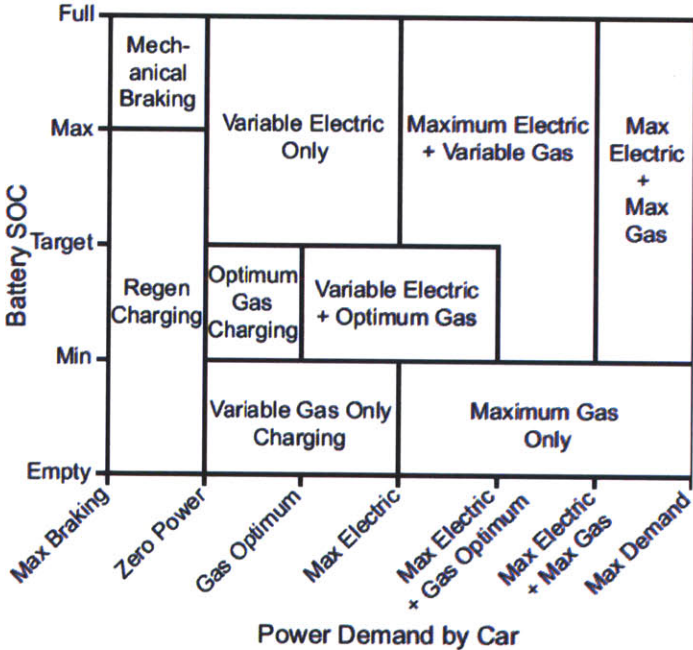 Full
Mech-
anical
Braking
Variable Electric
Only
Maximum Electric
+ Variable Gas
Max
Electric
+
Max
Gas
Max
Battery SOC
Target
Regen
Charging
Optimum
Gas
Charging
Variable Electric
+ Optimum Gas
Min
Variable Gas Only
Charging
Maximum Gas
Only
Empty
Max Braking
Zero Power
Gas Optimum
Max Electric
Max Electric
+ Gas Optimum
Max Electric
+ Max Gas
Max Demand
Power Demand by Car